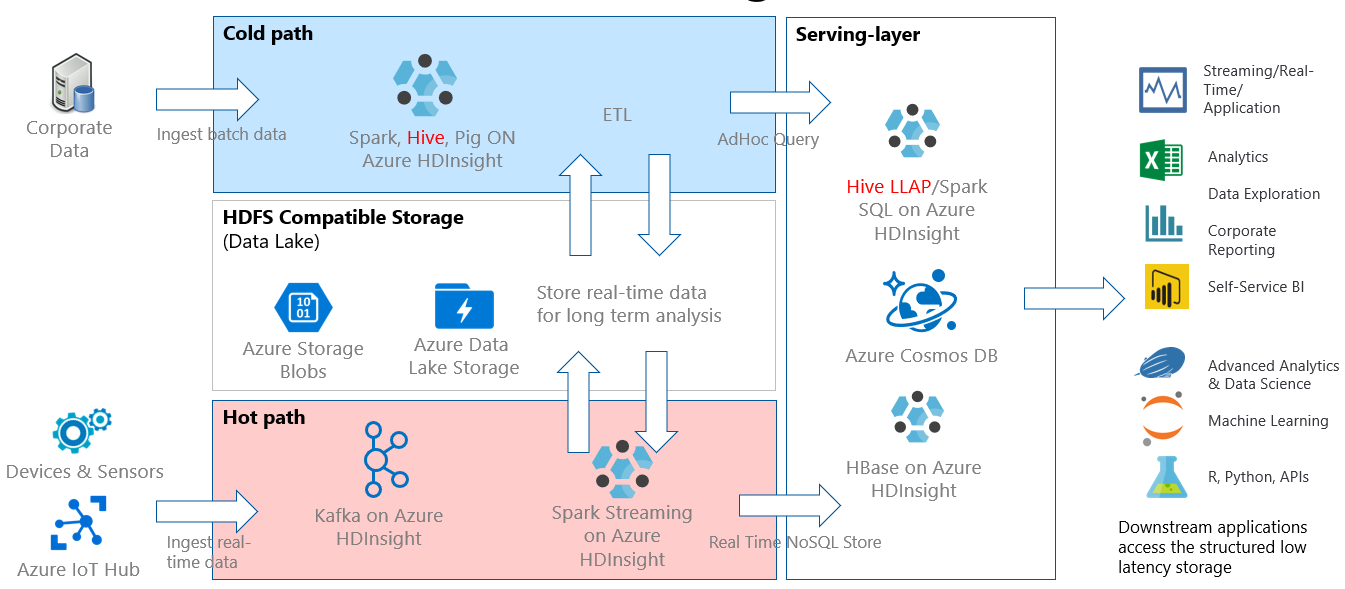 Cold path
Serving-layer
Corporate
Data
Ingest batch data
Spark, Hive, Pig ON
Azure HDInsight
ETL
AdHoc Query
HDFS Compatible Storage
(Data Lake)
10
01
Azure Storage
Blobs
Azure Data
Lake Storage
Store real-time data
for long term analysis
Hot path
Devices & Sensors
Azure IoT Hub
Ingest real-
time data
Kafka on Azure
HDInsight
Spark Streaming
on Azure
HDInsight
Real Time NoSQL Store
Hive LLAP/Spark
SQL on Azure
HDInsight
Azure Cosmos DB
HBase on Azure
HDInsight
Streaming/Real-
Time/
Application
X
Analytics
Data Exploration
Corporate
Reporting
Self-Service BI
Advanced Analytics
& Data Science
Machine Learning
R, Python, APIs
Downstream applications
access the structured low
latency storage